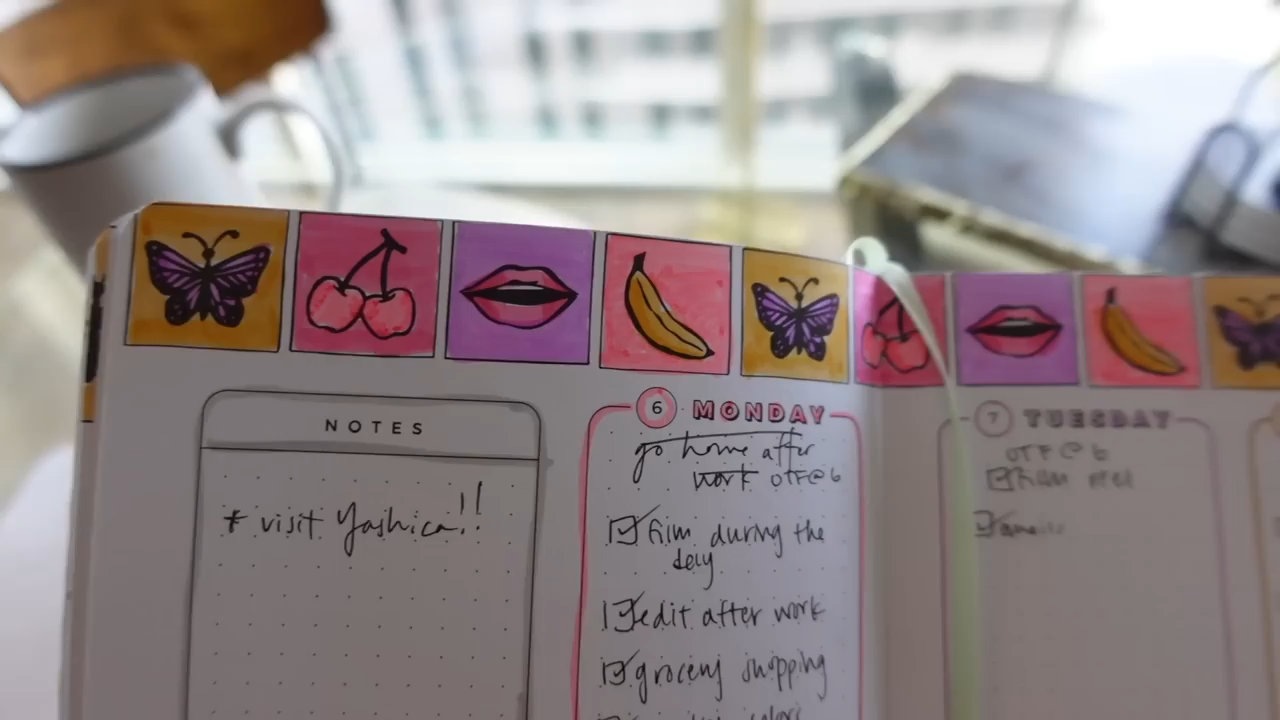 NOTES
* visit Yashica!!
6 MONDAY
go home after
work OTF@6
film during the
day
edit after work
grocery shopping
7 TUESDAY
OTF@6